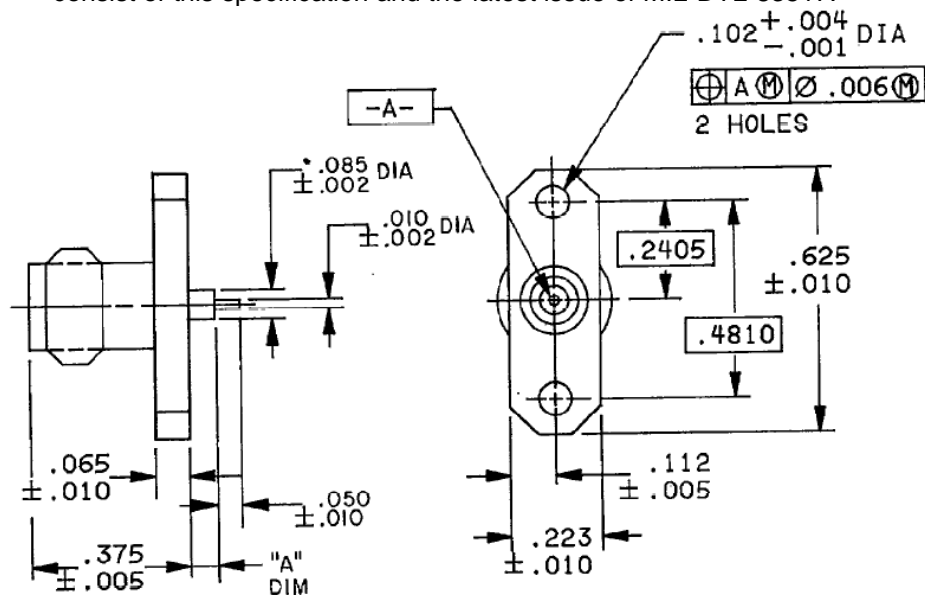 .102 +.004 -.001 DIA
⌖ A Ⓜ ⌀ .006 Ⓜ
2 HOLES
-A-
.085 DIA
±.002
.010 DIA
±.002
.2405
.625
±.010
.4810
.065
±.010
.050
±.010
.112
±.005
.375
±.005
"A"
DIM
.223
±.010